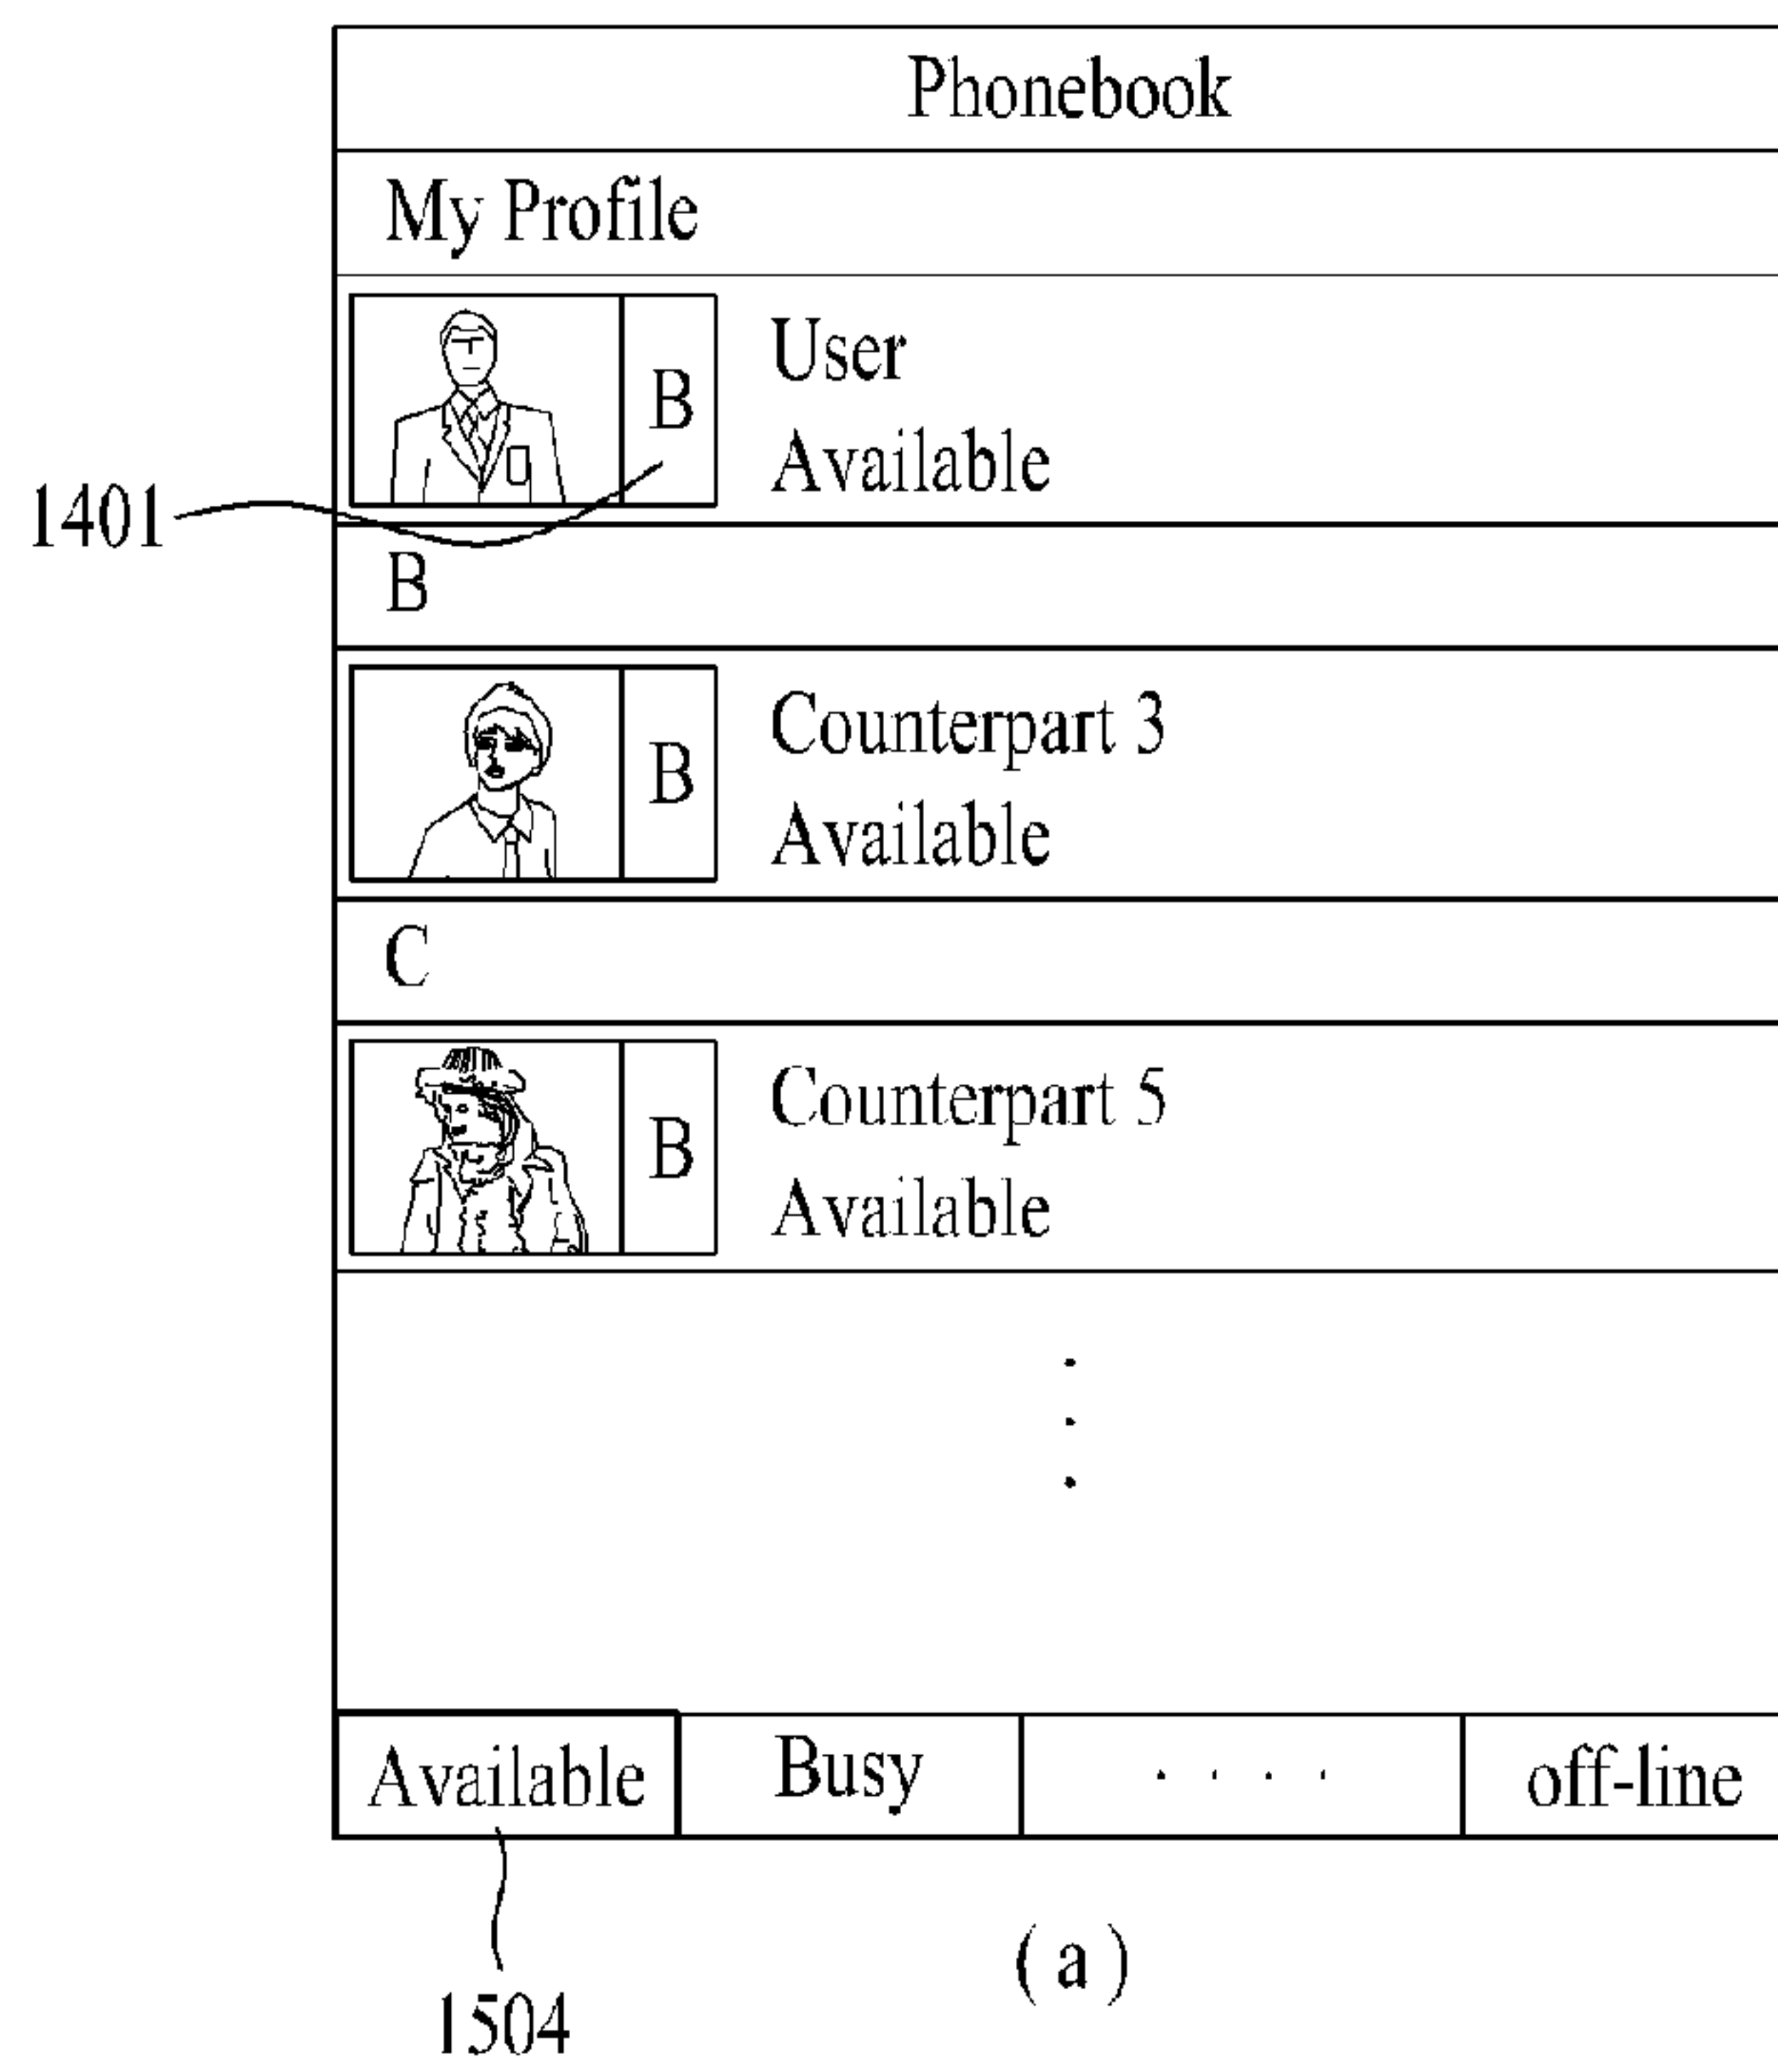 Phonebook
My Profile
B
User
Available
1401
B
B
Counterpart 3
Available
C
B
Counterpart 5
Available
Available
Busy
. . . .
off-line
(a)
1504